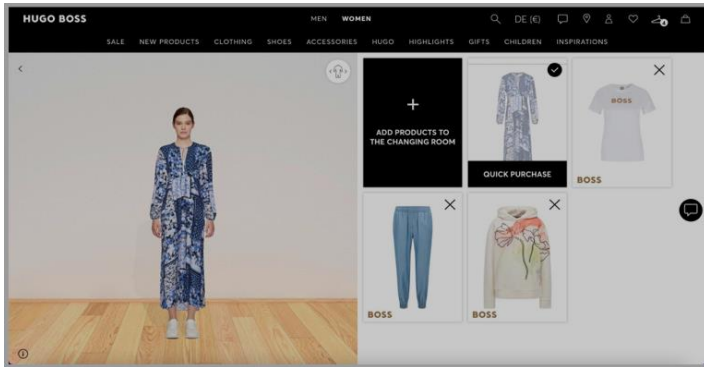 HUGO BOSS
MEN WOMEN
DE (€)
SALE NEW PRODUCTS CLOTHING SHOES ACCESSORIES HUGO HIGHLIGHTS GIFTS CHILDREN INSPIRATIONS
ADD PRODUCTS TO
THE CHANGING ROOM
QUICK PURCHASE
BOSS
BOSS
BOSS
BOSS